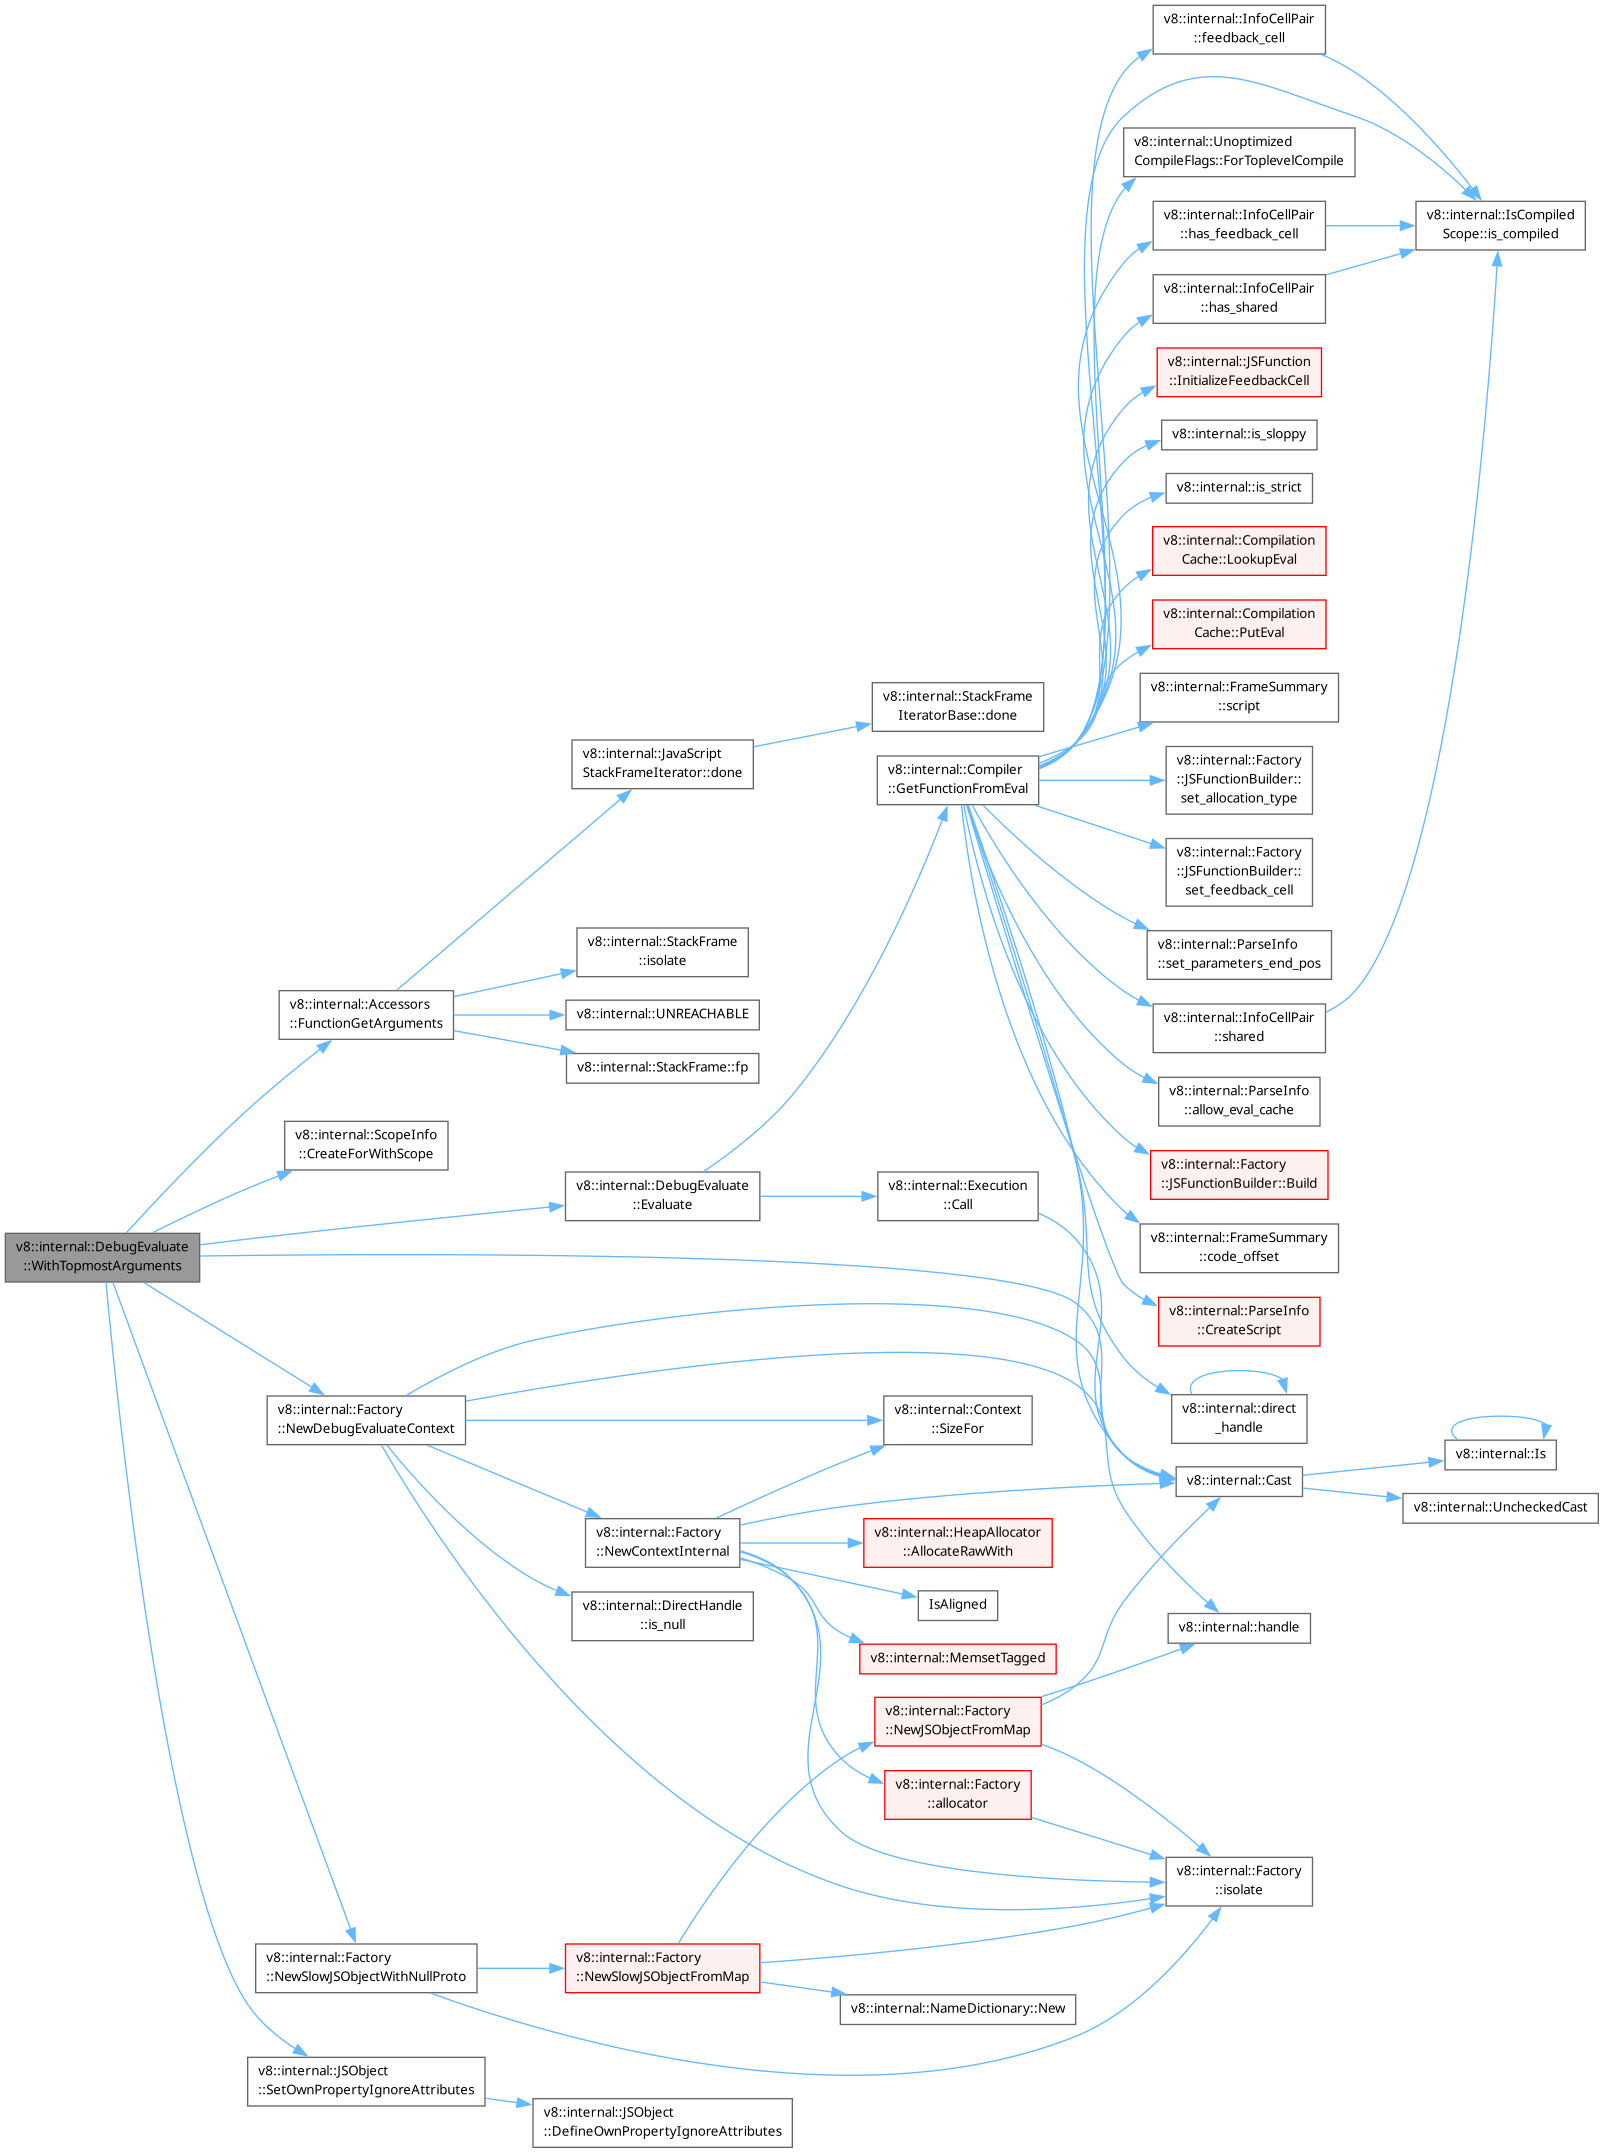 v8::internal::InfoCellPair
::feedback_cell
v8::internal::Unoptimized
CompileFlags::ForToplevelCompile
v8::internal::IsCompiled
Scope::is_compiled
v8::internal::InfoCellPair
::has_feedback_cell
v8::internal::InfoCellPair
::has_shared
v8::internal::JSFunction
::InitializeFeedbackCell
v8::internal::is_sloppy
v8::internal::is_strict
v8::internal::Compilation
Cache::LookupEval
v8::internal::Compilation
Cache::PutEval
v8::internal::FrameSummary
::script
v8::internal::StackFrame
IteratorBase::done
v8::internal::JavaScript
StackFrameIterator::done
v8::internal::Compiler
::GetFunctionFromEval
v8::internal::Factory
::JSFunctionBuilder::
set_allocation_type
v8::internal::Factory
::JSFunctionBuilder::
set_feedback_cell
v8::internal::StackFrame
::isolate
v8::internal::ParseInfo
::set_parameters_end_pos
v8::internal::Accessors
::FunctionGetArguments
v8::internal::UNREACHABLE
v8::internal::InfoCellPair
::shared
v8::internal::StackFrame::fp
v8::internal::ParseInfo
::allow_eval_cache
v8::internal::ScopeInfo
::CreateForWithScope
v8::internal::Factory
::JSFunctionBuilder::Build
v8::internal::DebugEvaluate
::Evaluate
v8::internal::Execution
::Call
v8::internal::FrameSummary
::code_offset
v8::internal::DebugEvaluate
::WithTopmostArguments
v8::internal::ParseInfo
::CreateScript
v8::internal::Factory
::NewDebugEvaluateContext
v8::internal::Context
::SizeFor
v8::internal::direct
_handle
v8::internal::Is
v8::internal::Cast
v8::internal::UncheckedCast
v8::internal::Factory
::NewContextInternal
v8::internal::HeapAllocator
::AllocateRawWith
IsAligned
v8::internal::DirectHandle
::is_null
v8::internal::handle
v8::internal::MemsetTagged
v8::internal::Factory
::NewJSObjectFromMap
v8::internal::Factory
::allocator
v8::internal::Factory
::isolate
v8::internal::Factory
::NewSlowJSObjectWithNullProto
v8::internal::Factory
::NewSlowJSObjectFromMap
v8::internal::NameDictionary::New
v8::internal::JSObject
::SetOwnPropertyIgnoreAttributes
v8::internal::JSObject
::DefineOwnPropertyIgnoreAttributes